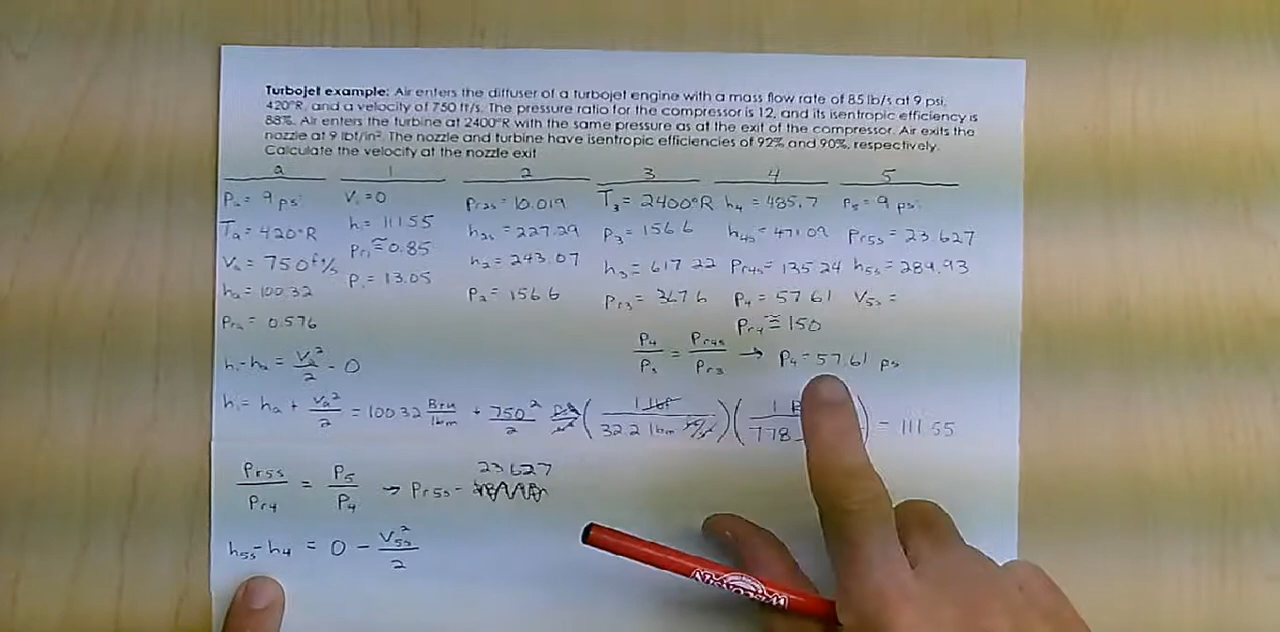 Turbojet example: Air enters the diffuser of a turbojet engine with a mass flow rate of 85 lb/s at 9 psi,
420°R, and a velocity of 750 ft/s. The pressure ratio for the compressor is 12, and its isentropic efficiency is
88%. Air enters the turbine at 2400°R with the same pressure as at the exit of the compressor. Air exits the
nozzle at 9 lbf/in². The nozzle and turbine have isentropic efficiencies of 92% and 90%, respectively.
Calculate the velocity at the nozzle exit
a 1 2 3 4 5
Pa = 9 psi V1 = 0 Pr2s = 10.019 T3 = 2400°R h4 = 485.7 P5 = 9 psi
Ta = 420°R h1 = 111.55 h2s = 227.29 P3 = 156.6 h4s = 471.09 Pr5s = 23.627
Va = 750 ft/s Pr1 ≅ 0.85 h2 = 243.07 h3 = 617.22 Pr4s = 135.24 h5s = 289.93
ha = 100.32 P1 = 13.05 P2 = 156.6 Pr3 = 367.6 P4 = 57.61 V5s =
Pra = 0.576 Pr4 ≅ 150
P4/P3 = Pr4s/Pr3 → P4 = 57.61 psi
h1-ha = Va²/2 - 0
h1 = ha + Va²/2 = 100.32 Btu/lbm + 750²/2 (1 lbf/32.2 lbm) (1 B/778) = 111.55
Pr5s/Pr4 = P5/P4 → Pr5s = 23.627
h5s - h4 = 0 - V5s²/2